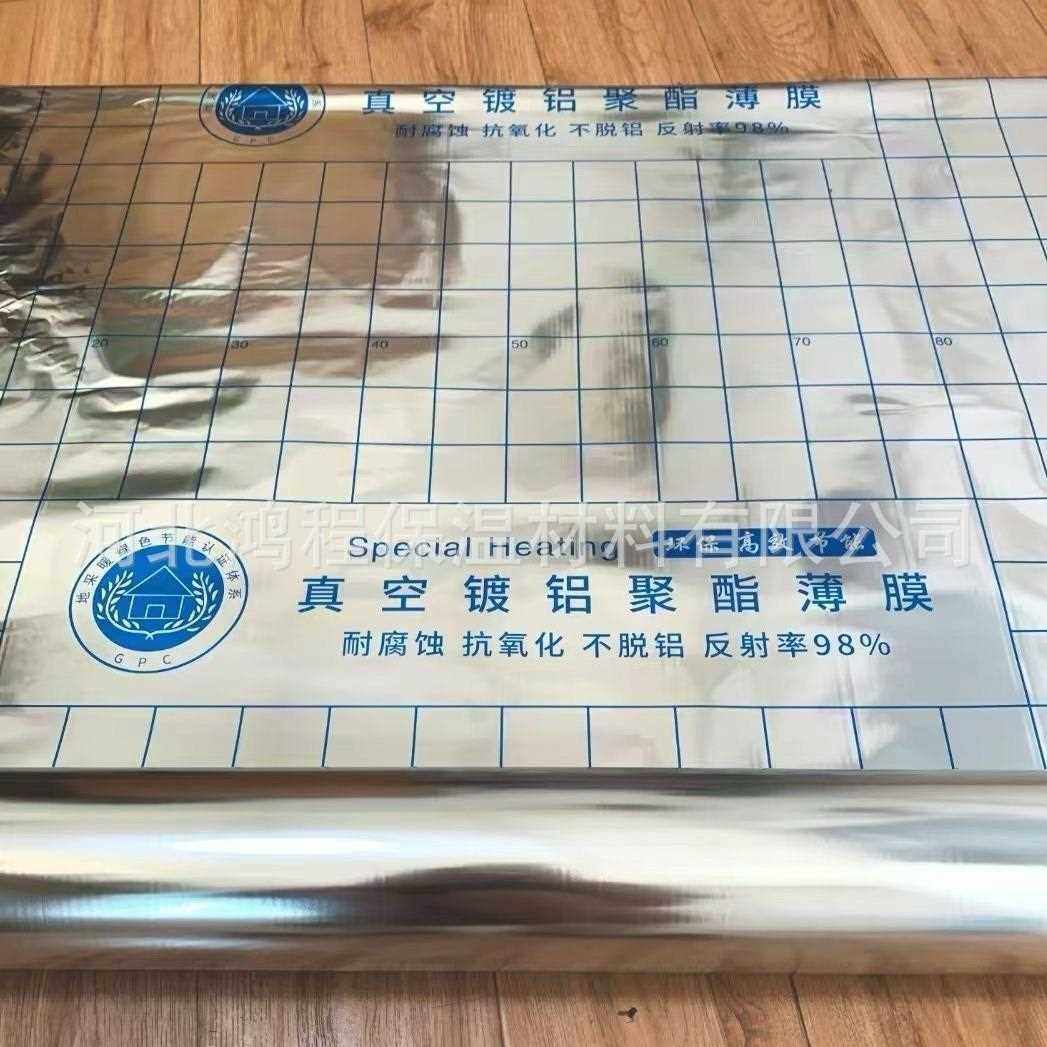 真空镀铝聚酯薄膜
GPC
耐腐蚀 抗氧化 不脱铝 反射率98%
20 30 40 50 60 70 80
河北鸿程保温材料有限公司
Special Heating 环保 高效 节能
地采暖绿色节能认证体系
GPC
真空镀铝聚酯薄膜
耐腐蚀 抗氧化 不脱铝 反射率98%